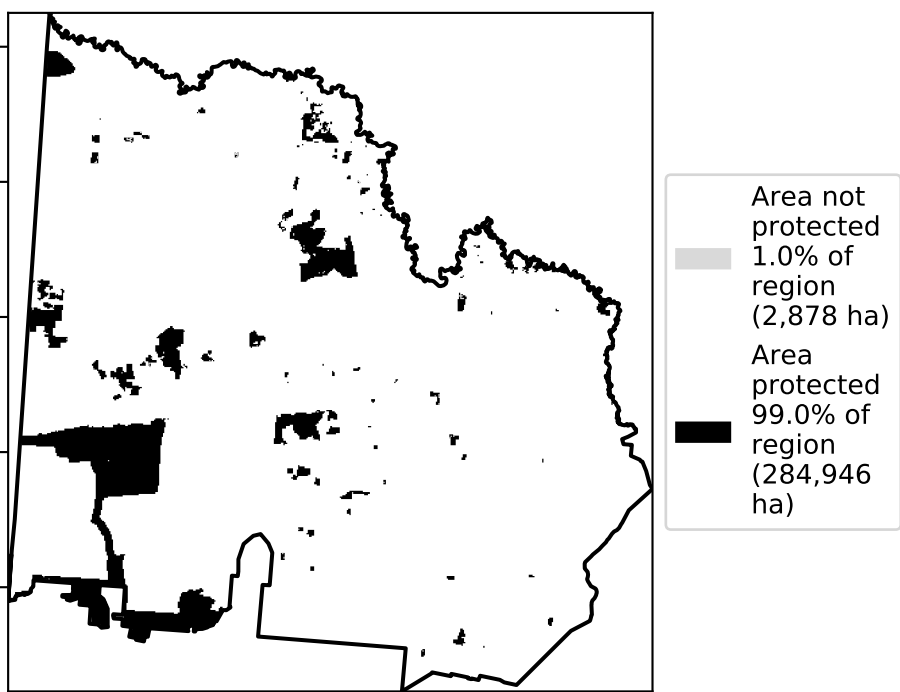 Area not
protected
1.0% of
region
(2,878 ha)
Area
protected
99.0% of
region
(284,946
ha)